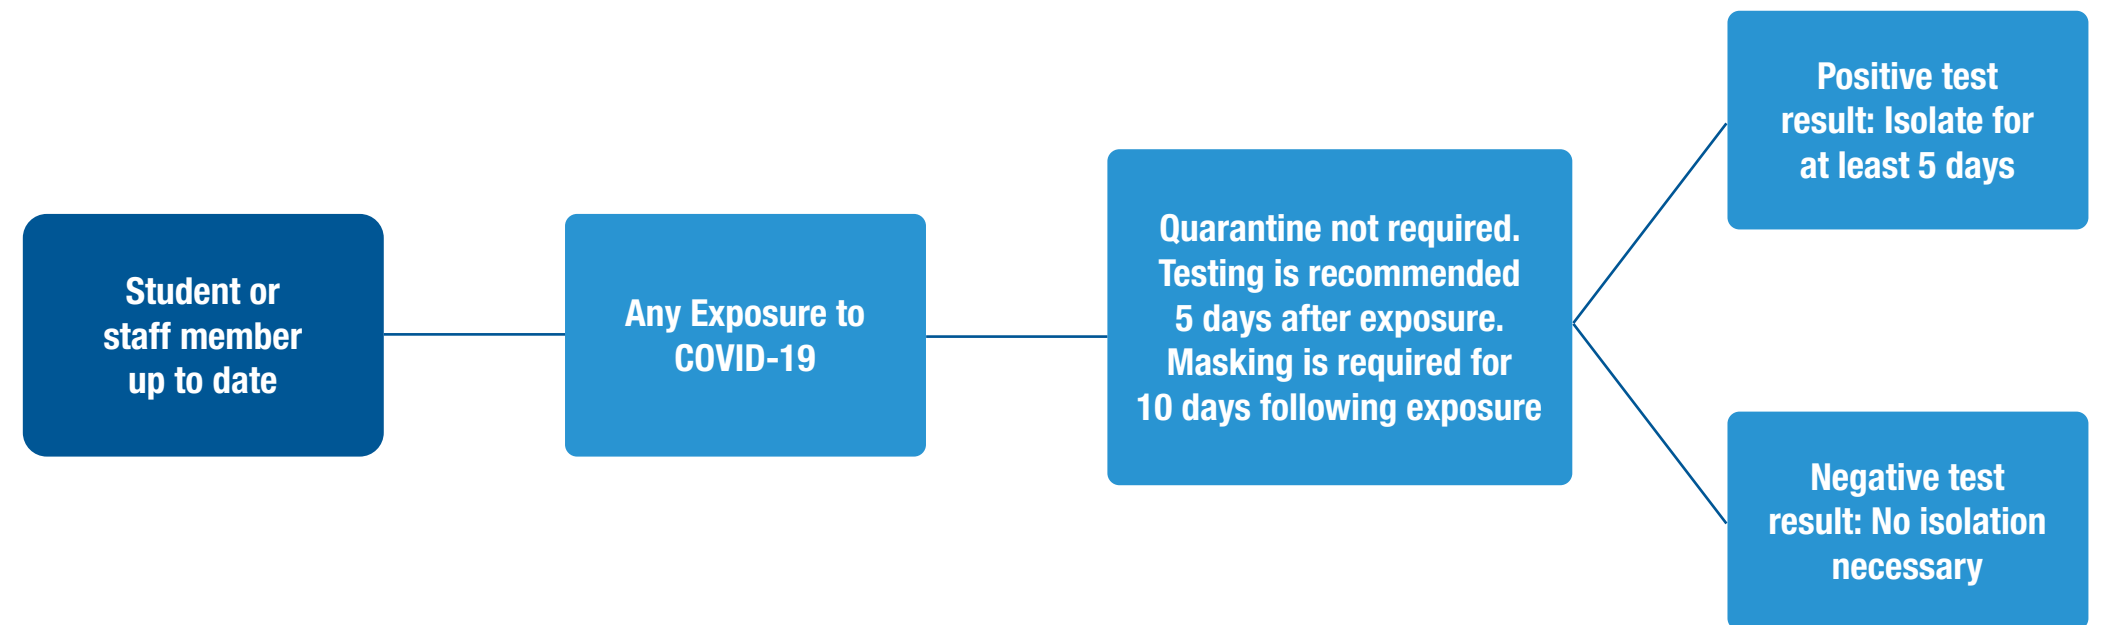 Student or
staff member
up to date
Any Exposure to
COVID-19
Quarantine not required.
Testing is recommended
5 days after exposure.
Masking is required for
10 days following exposure
Positive test
result: Isolate for
at least 5 days
Negative test
result: No isolation
necessary